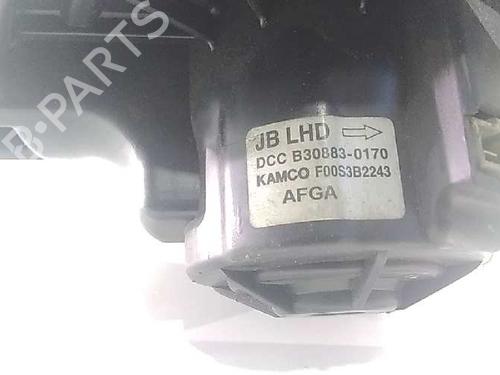 JB LHD
DCC B30883-0170
KAMCO F00S3B2243
AFGA
B-PARTS